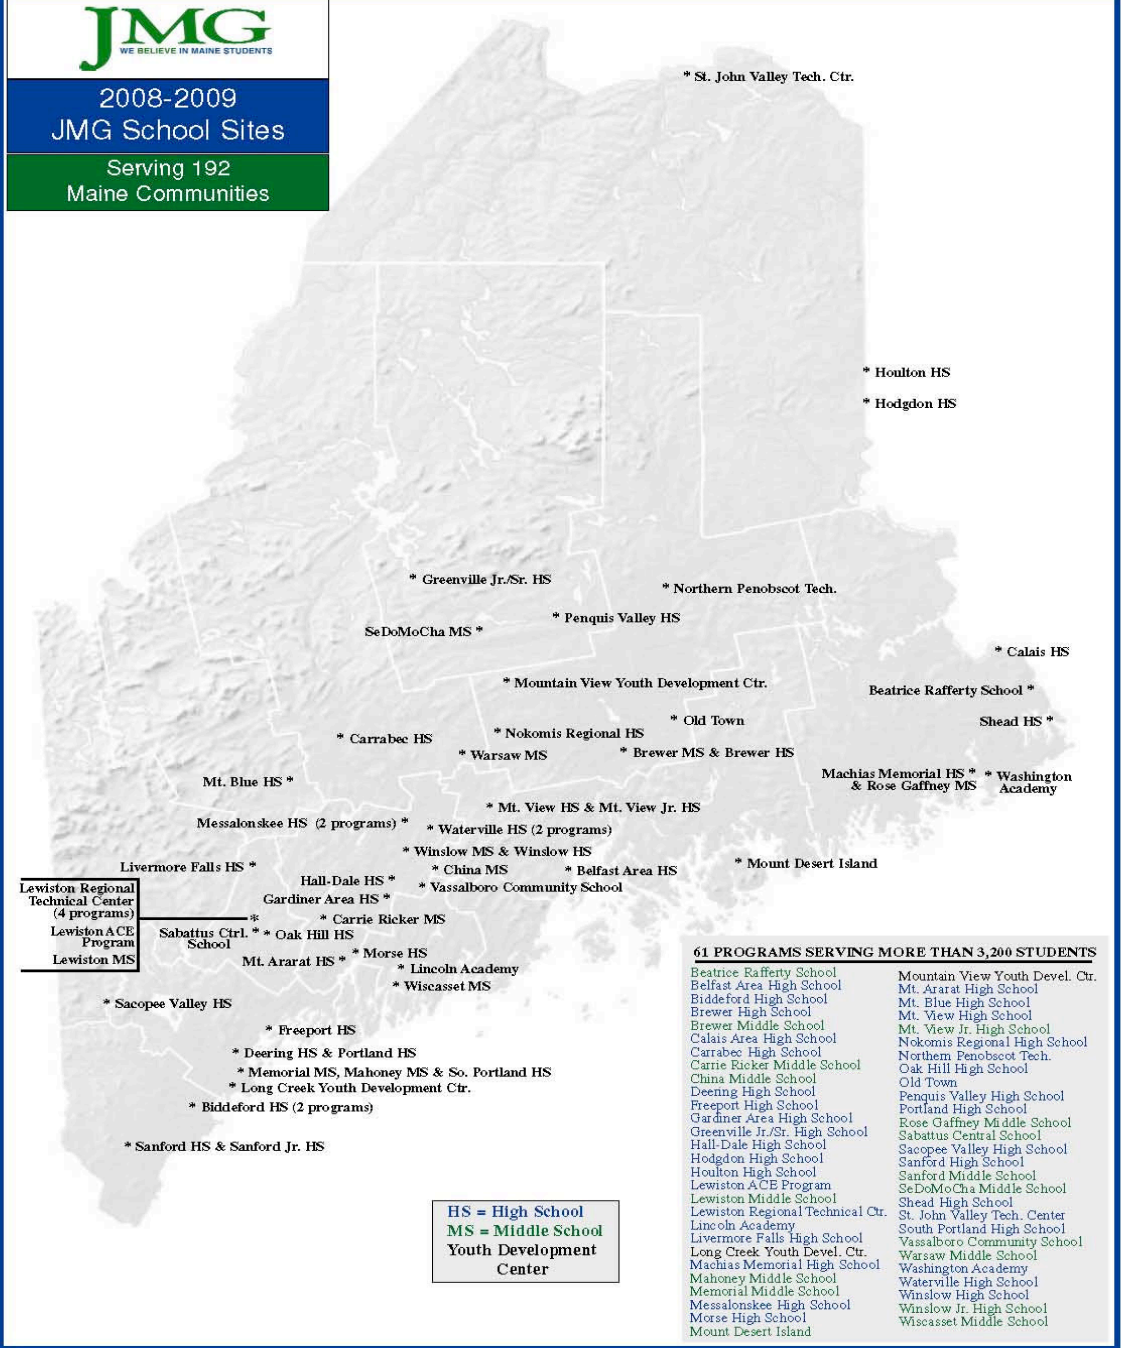 JMG
WE BELIEVE IN MAINE STUDENTS
2008-2009
JMG School Sites
Serving 192
Maine Communities
* St. John Valley Tech. Ctr.
* Houlton HS
* Hodgdon HS
* Greenville Jr./Sr. HS
* Northern Penobscot Tech.
* Penquis Valley HS
SeDoMoCha MS *
* Calais HS
* Mountain View Youth Development Ctr.
Beatrice Rafferty School *
* Old Town
Shead HS *
* Nokomis Regional HS
* Carrabec HS
* Brewer MS & Brewer HS
* Warsaw MS
Mt. Blue HS *
Machias Memorial HS *
& Rose Gaffney MS
* Washington
Academy
* Mt. View HS & Mt. View Jr. HS
Messalonskee HS (2 programs) *
* Waterville HS (2 programs)
* Winslow MS & Winslow HS
Livermore Falls HS *
* China MS
* Belfast Area HS
* Mount Desert Island
Hall-Dale HS *
* Vassalboro Community School
Lewiston Regional
Technical Center
(4 programs)
Lewiston ACE
Program
Lewiston MS
*
Gardiner Area HS *
* Carrie Ricker MS
Sabattus Ctrl. *
School
* Oak Hill HS
* Morse HS
Mt. Ararat HS *
* Lincoln Academy
* Wiscasset MS
* Sacopee Valley HS
* Freeport HS
* Deering HS & Portland HS
* Memorial MS, Mahoney MS & So. Portland HS
* Long Creek Youth Development Ctr.
* Biddeford HS (2 programs)
* Sanford HS & Sanford Jr. HS
HS = High School
MS = Middle School
Youth Development
Center
61 PROGRAMS SERVING MORE THAN 3,200 STUDENTS
Beatrice Rafferty School
Belfast Area High School
Biddeford High School
Brewer High School
Brewer Middle School
Calais Area High School
Carrabec High School
Carrie Ricker Middle School
China Middle School
Deering High School
Freeport High School
Gardiner Area High School
Greenville Jr./Sr. High School
Hall-Dale High School
Hodgdon High School
Houlton High School
Lewiston ACE Program
Lewiston Middle School
Lewiston Regional Technical Ctr.
Lincoln Academy
Livermore Falls High School
Long Creek Youth Devel. Ctr.
Machias Memorial High School
Mahoney Middle School
Memorial Middle School
Messalonskee High School
Morse High School
Mount Desert Island
Mountain View Youth Devel. Ctr.
Mt. Ararat High School
Mt. Blue High School
Mt. View High School
Mt. View Jr. High School
Nokomis Regional High School
Northern Penobscot Tech.
Oak Hill High School
Old Town
Penquis Valley High School
Portland High School
Rose Gaffney Middle School
Sabattus Central School
Sacopee Valley High School
Sanford High School
Sanford Middle School
SeDoMoCha Middle School
Shead High School
St. John Valley Tech. Center
South Portland High School
Vassalboro Community School
Warsaw Middle School
Washington Academy
Waterville High School
Winslow High School
Winslow Jr. High School
Wiscasset Middle School